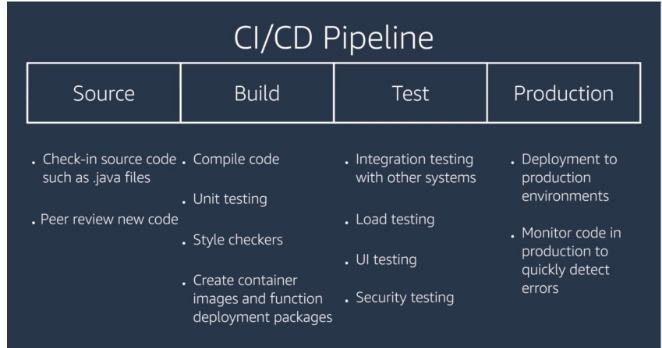 CI/CD Pipeline
Source
Build
Test
Production
. Check-in source code
such as .java files
. Peer review new code
. Compile code
. Unit testing
. Style checkers
. Create container
images and function
deployment packages
. Integration testing
with other systems
. Load testing
. UI testing
. Security testing
. Deployment to
production
environments
. Monitor code in
production to
quickly detect
errors